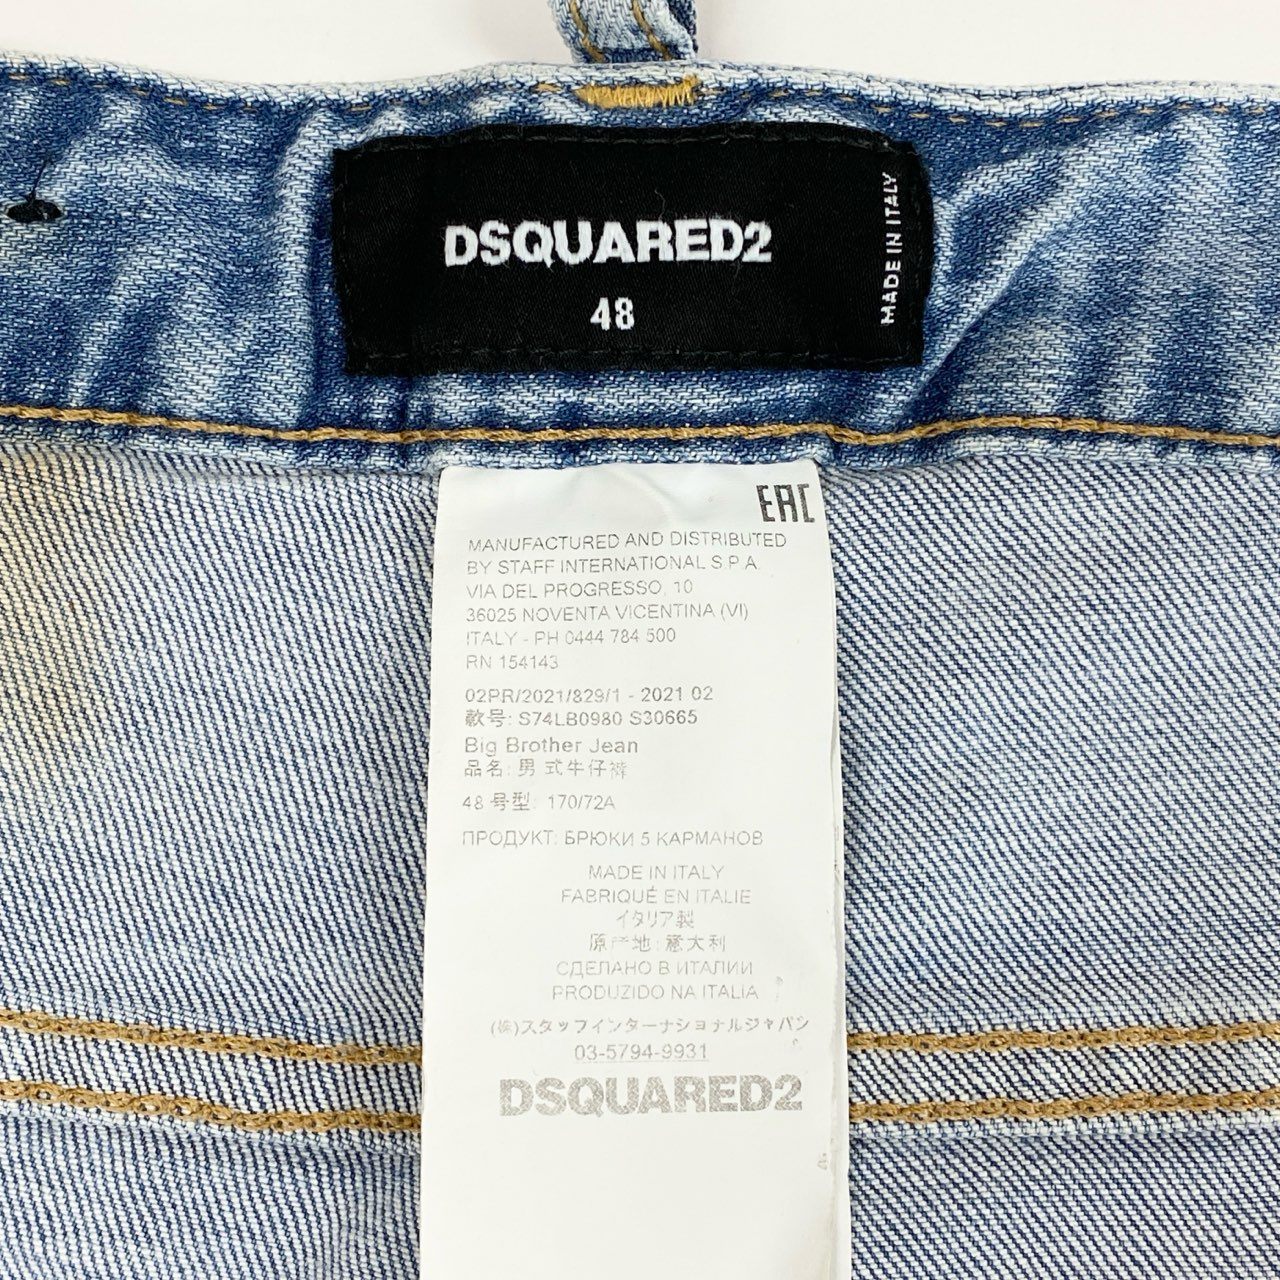 DSQUARED2
48
MADE IN ITALY
EAC
MANUFACTURED AND DISTRIBUTED
BY STAFF INTERNATIONAL S.P.A.
VIA DEL PROGRESSO, 10
36025 NOVENTA VICENTINA (VI)
ITALY - PH 0444 784 500
RN 154143
02PR/2021/829/1 - 2021 02
款号: S74LB0980 S30665
Big Brother Jean
品名: 男 式牛仔裤
48 号型: 170/72A
ПРОДУКТ: БРЮКИ 5 КАРМАНОВ
MADE IN ITALY
FABRIQUÉ EN ITALIE
イタリア製
原产地: 意大利
СДЕЛАНО В ИТАЛИИ
PRODUZIDO NA ITALIA
(株)スタッフインターナショナルジャパン
03-5794-9931
DSQUARED2